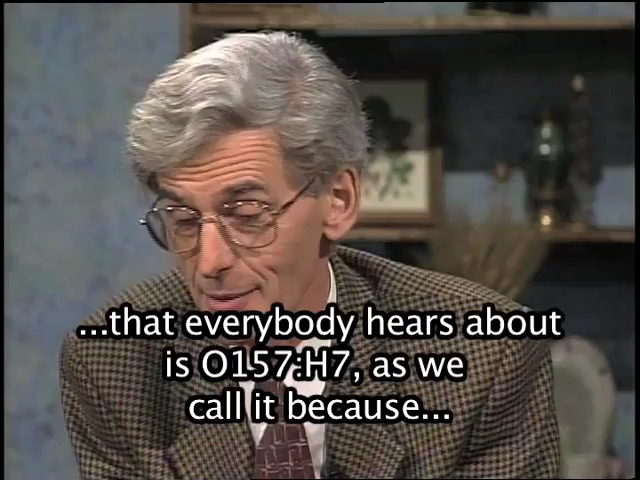 ...that everybody hears about
is O157:H7, as we
call it because...